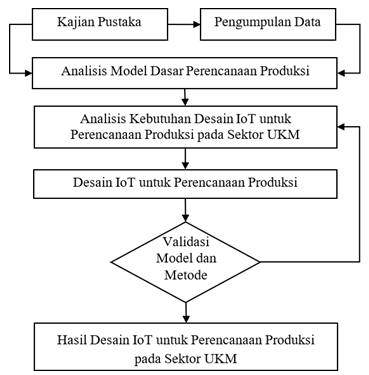 Kajian Pustaka
Pengumpulan Data
Analisis Model Dasar Perencanaan Produksi
Analisis Kebutuhan Desain IoT untuk
Perencanaan Produksi pada Sektor UKM
Desain IoT untuk Perencanaan Produksi
Validasi
Model dan
Metode
Hasil Desain IoT untuk Perencanaan Produksi
pada Sektor UKM